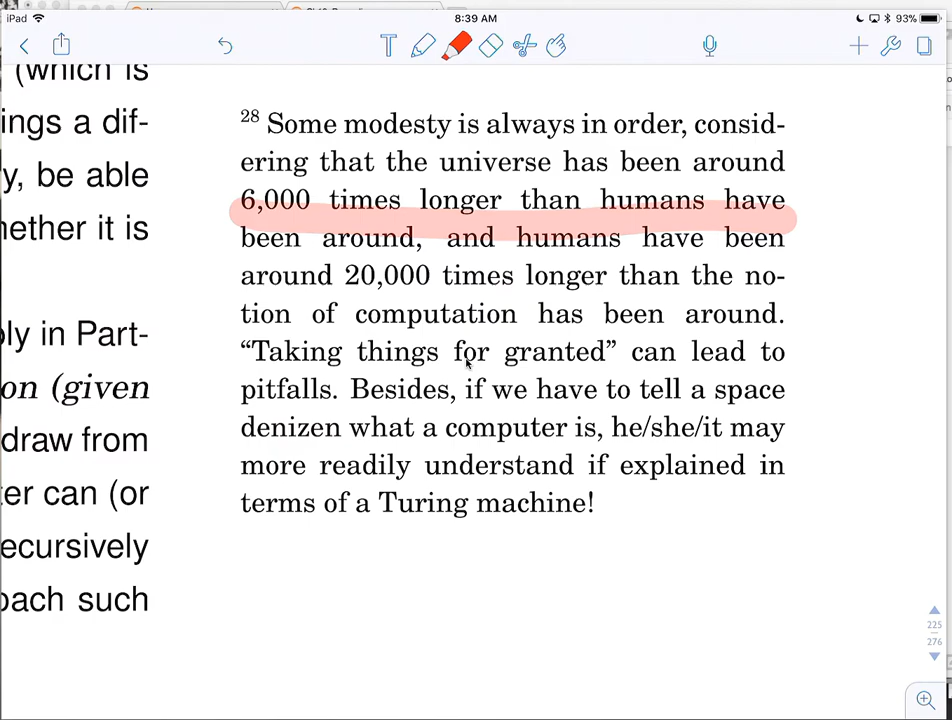 iPad
8:39 AM
93%
T
(which is
ings a dif-
y, be able
hether it is
ply in Part-
on (given
draw from
ter can (or
ecursively
oach such
28 Some modesty is always in order, consid-
ering that the universe has been around
6,000 times longer than humans have
been around, and humans have been
around 20,000 times longer than the no-
tion of computation has been around.
“Taking things for granted” can lead to
pitfalls. Besides, if we have to tell a space
denizen what a computer is, he/she/it may
more readily understand if explained in
terms of a Turing machine!
225
276